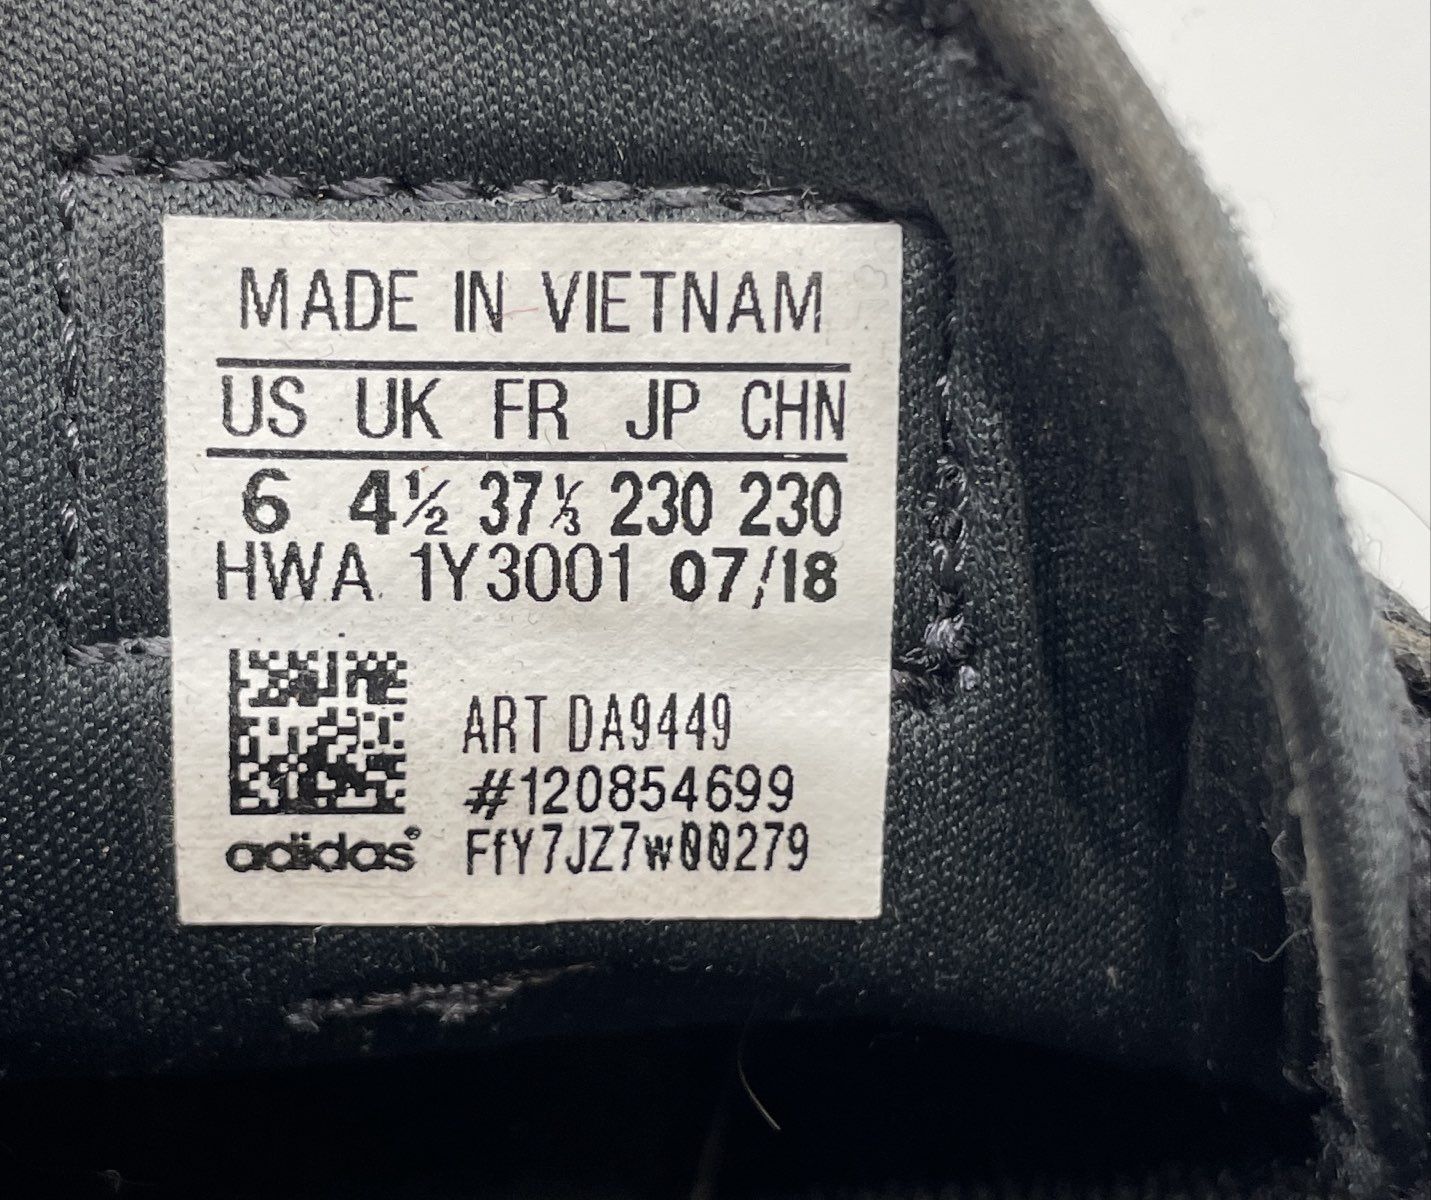 MADE IN VIETNAM
US UK FR JP CHN
6 4½ 37⅓ 230 230
HWA 1Y3001 07/18
ART DA9449
#120854699
adidas® FfY7JZ7w00279